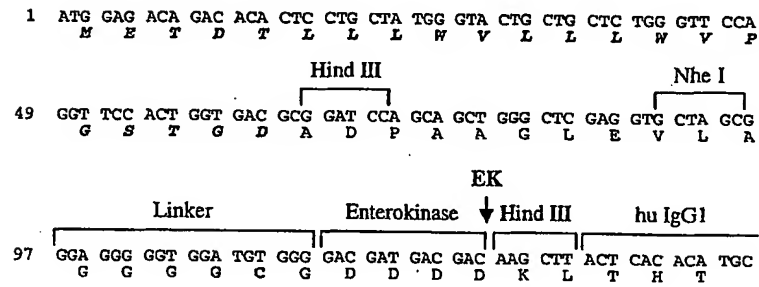 1 ATG GAG ACA GAC ACA CTC CTG CTA TGG GTA CTG CTG CTC TGG GTT CCA
M E T D T L L L W V L L L W V P
Hind III Nhe I
49 GGT TCC ACT GGT GAC GCG GAT CCA GCA GCT GGG CTC GAG GTG CTA GCG
G S T G D A D P A A G L E V L A
EK
Linker Enterokinase Hind III hu IgG1
97 GGA GGG GGT GGA TGT GGG GAC GAT GAC GAC AAG CTT ACT CAC ACA TGC
G G G G C G D D D D K L T H T